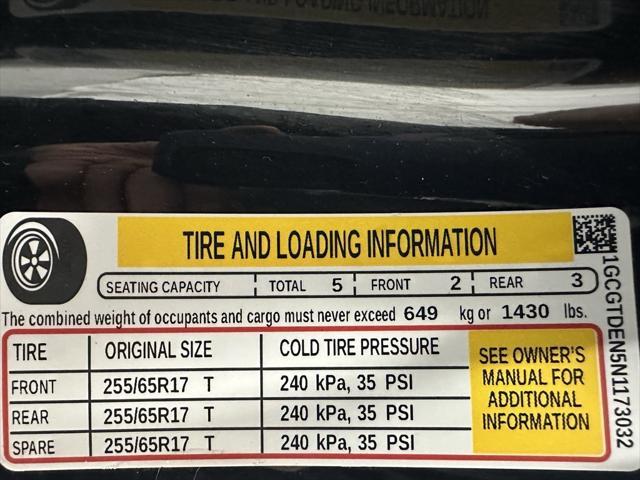 TIRE AND LOADING INFORMATION
SEATING CAPACITY TOTAL 5 FRONT 2 REAR 3
The combined weight of occupants and cargo must never exceed 649 kg or 1430 lbs.
TIRE ORIGINAL SIZE COLD TIRE PRESSURE
FRONT 255/65R17 T 240 kPa, 35 PSI
REAR 255/65R17 T 240 kPa, 35 PSI
SPARE 255/65R17 T 240 kPa, 35 PSI
SEE OWNER'S
MANUAL FOR
ADDITIONAL
INFORMATION
1GCGTDEN5N1173032